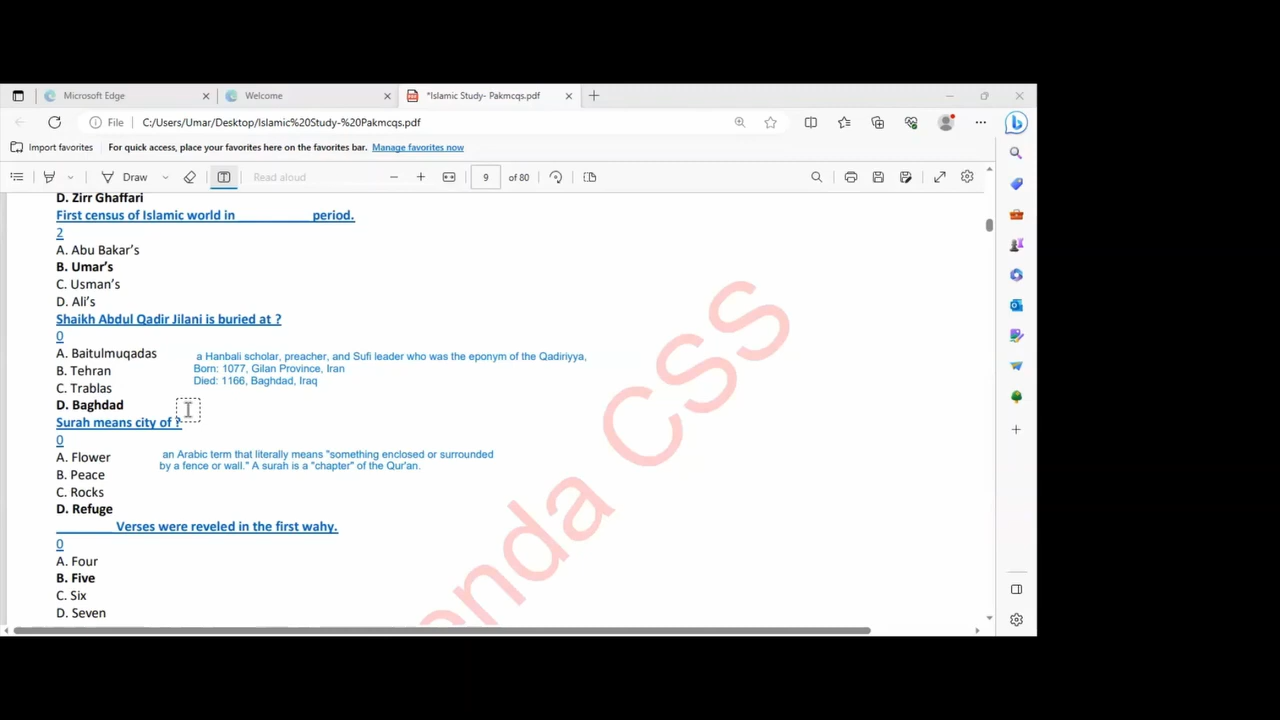 Microsoft Edge
Welcome
*Islamic Study- Pakmcqs.pdf
File
C:/Users/Umar/Desktop/Islamic%20Study-%20Pakmcqs.pdf
Import favorites
For quick access, place your favorites here on the favorites bar. Manage favorites now
Draw
Read aloud
9 of 80
D. Zirr Ghaffari
First census of Islamic world in ____________ period.
2
A. Abu Bakar’s
B. Umar’s
C. Usman’s
D. Ali’s
Shaikh Abdul Qadir Jilani is buried at ?
0
A. Baitulmuqadas
B. Tehran
C. Trablas
D. Baghdad
a Hanbali scholar, preacher, and Sufi leader who was the eponym of the Qadiriyya,
Born: 1077, Gilan Province, Iran
Died: 1166, Baghdad, Iraq
Surah means city of ?
0
A. Flower
B. Peace
C. Rocks
D. Refuge
an Arabic term that literally means "something enclosed or surrounded
by a fence or wall." A surah is a "chapter" of the Qur'an.
_________ Verses were reveled in the first wahy.
0
A. Four
B. Five
C. Six
D. Seven
enda CSS